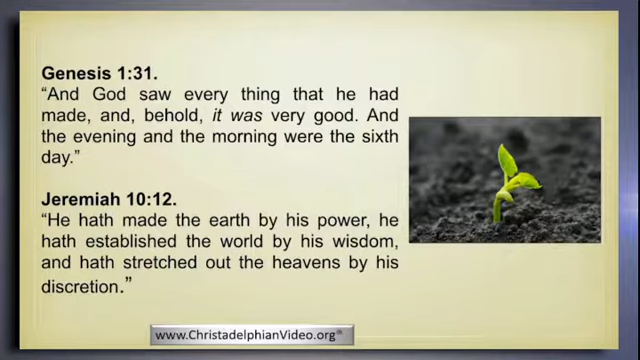 Genesis 1:31.
“And God saw every thing that he had
made, and, behold, it was very good. And
the evening and the morning were the sixth
day.”
Jeremiah 10:12.
“He hath made the earth by his power, he
hath established the world by his wisdom,
and hath stretched out the heavens by his
discretion.”
www.ChristadelphianVideo.org®